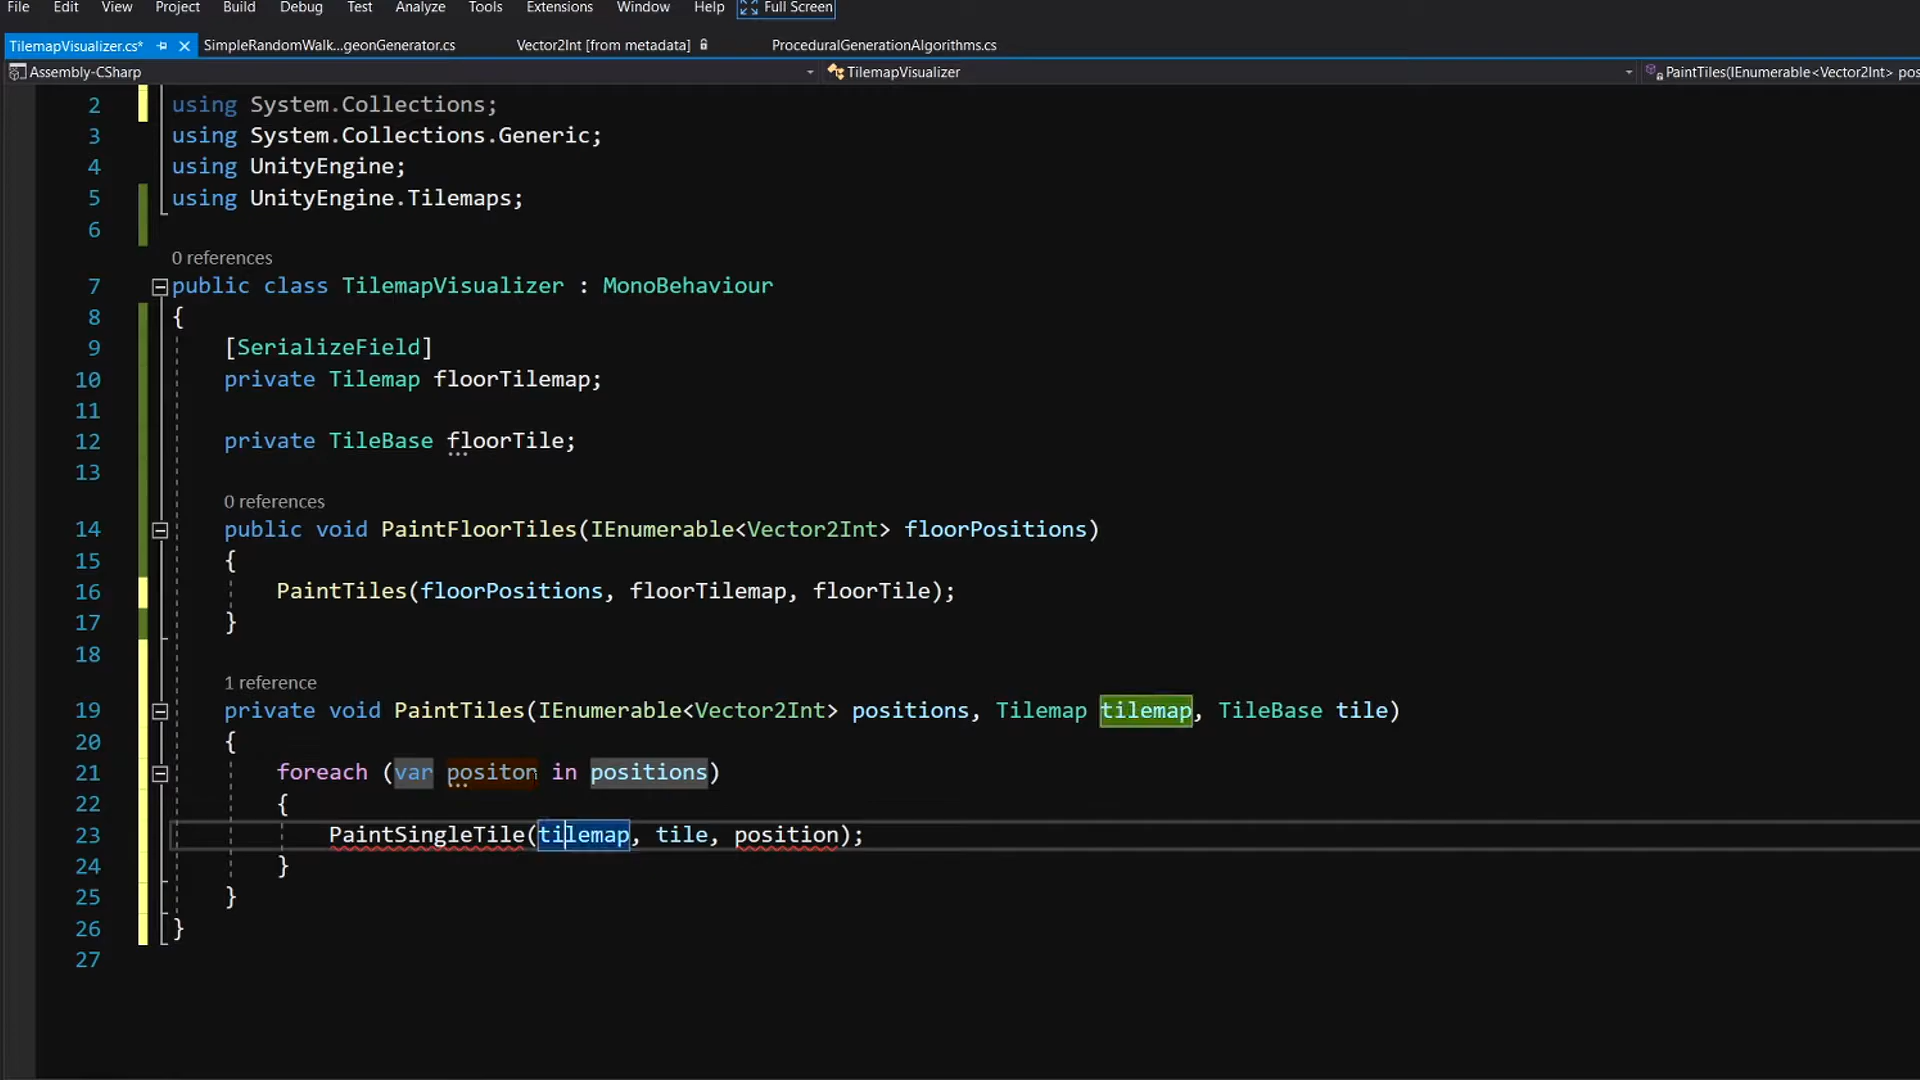 File Edit View Project Build Debug Test Analyze Tools Extensions Window Help Full Screen
TilemapVisualizer.cs* SimpleRandomWalk...geonGenerator.cs Vector2Int [from metadata] ProceduralGenerationAlgorithms.cs
Assembly-CSharp TilemapVisualizer PaintTiles(IEnumerable<Vector2Int> pos
2 using System.Collections;
3 using System.Collections.Generic;
4 using UnityEngine;
5 using UnityEngine.Tilemaps;
6
0 references
7 public class TilemapVisualizer : MonoBehaviour
8 {
9 [SerializeField]
10 private Tilemap floorTilemap;
11
12 private TileBase floorTile;
13
0 references
14 public void PaintFloorTiles(IEnumerable<Vector2Int> floorPositions)
15 {
16 PaintTiles(floorPositions, floorTilemap, floorTile);
17 }
18
1 reference
19 private void PaintTiles(IEnumerable<Vector2Int> positions, Tilemap tilemap, TileBase tile)
20 {
21 foreach (var positon in positions)
22 {
23 PaintSingleTile(tilemap, tile, position);
24 }
25 }
26 }
27